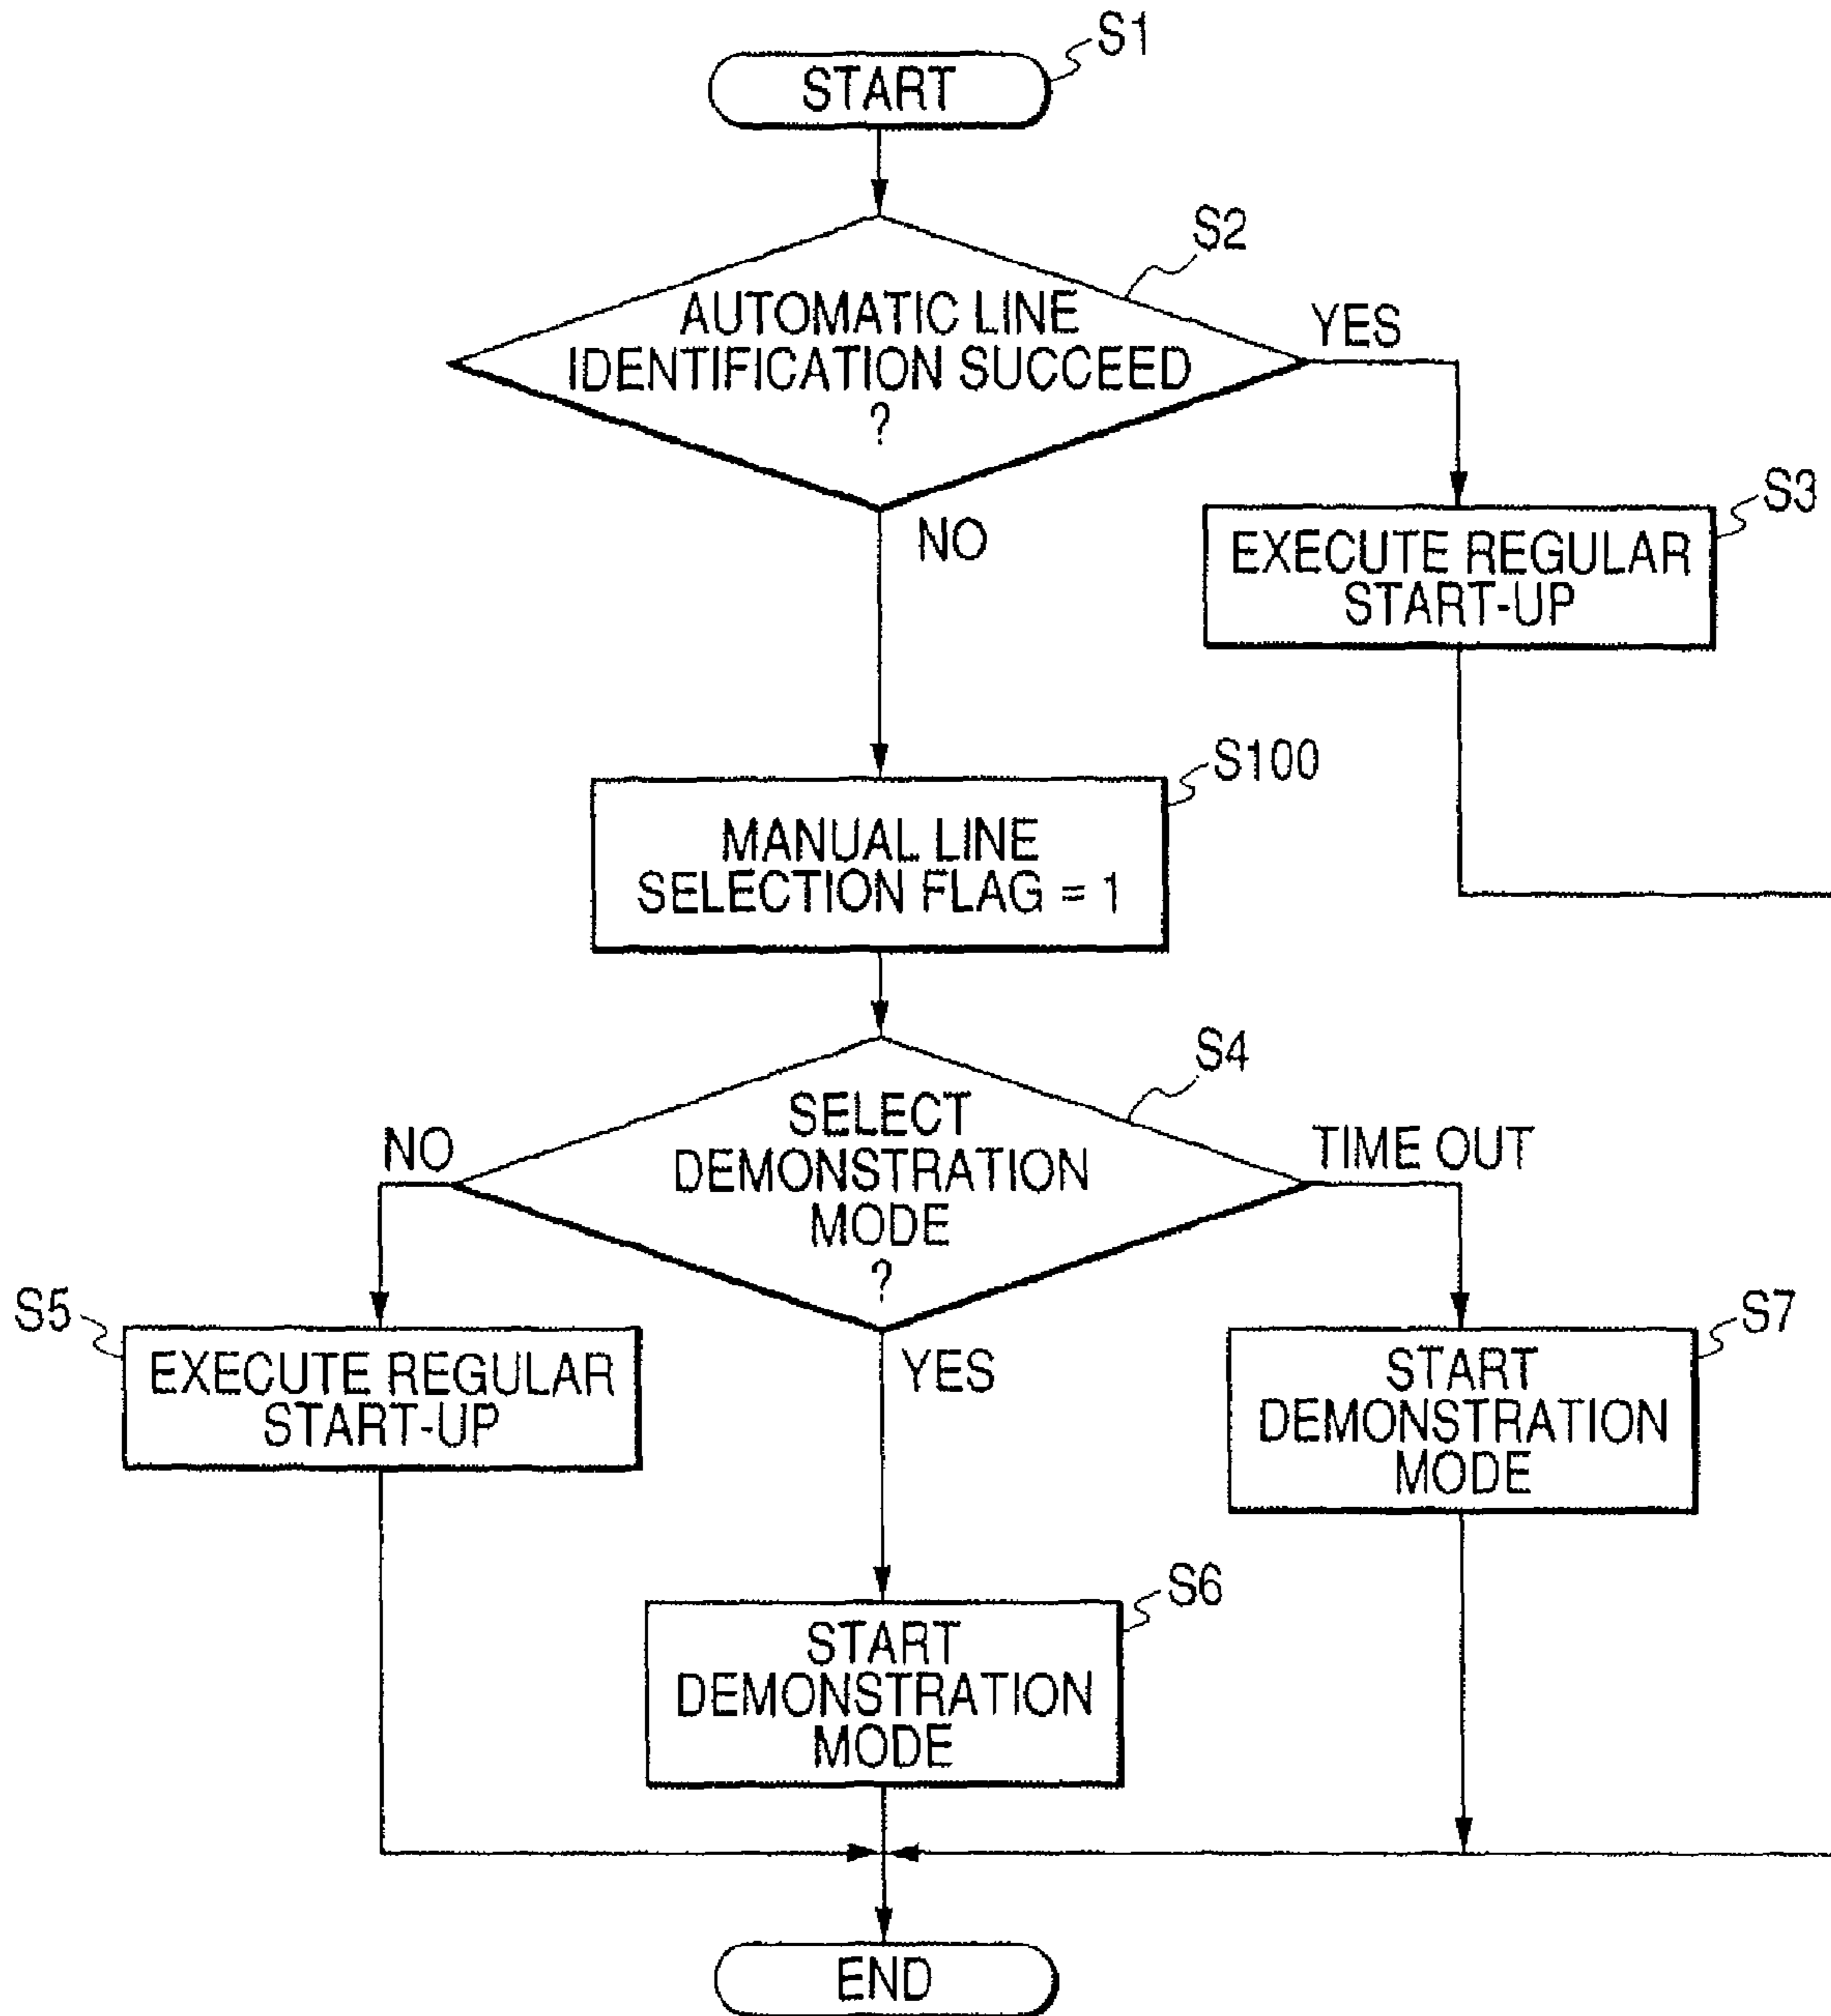 START
S1
S2
AUTOMATIC LINE
IDENTIFICATION SUCCEED
?
YES
NO
S3
EXECUTE REGULAR
START-UP
S100
MANUAL LINE
SELECTION FLAG = 1
S4
SELECT
DEMONSTRATION
MODE
?
NO
TIME OUT
YES
S5
EXECUTE REGULAR
START-UP
S7
START
DEMONSTRATION
MODE
S6
START
DEMONSTRATION
MODE
END